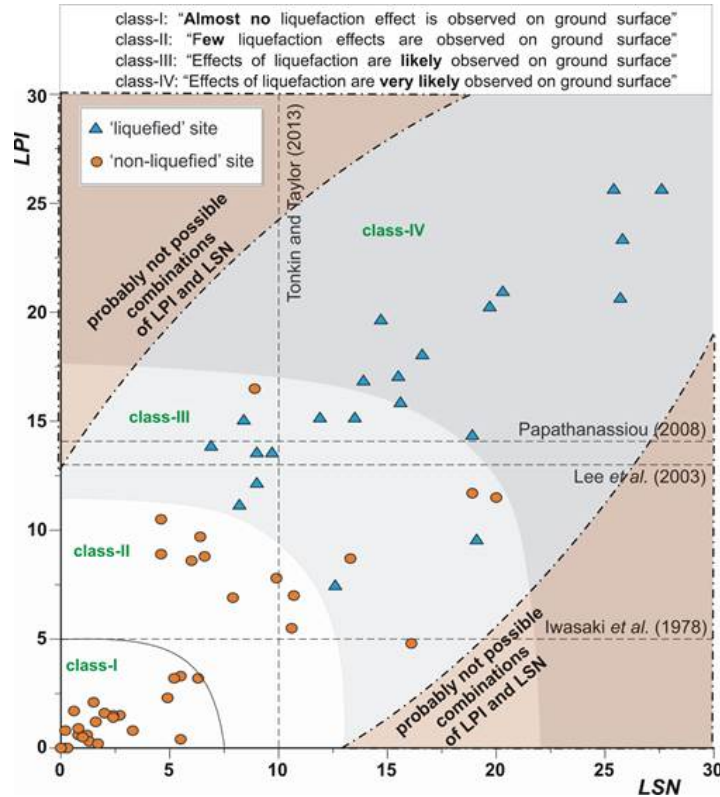 class-I: “Almost no liquefaction effect is observed on ground surface”
class-II: “Few liquefaction effects are observed on ground surface”
class-III: “Effects of liquefaction are likely observed on ground surface”
class-IV: “Effects of liquefaction are very likely observed on ground surface”
30
LPI
‘liquefied’ site
‘non-liquefied’ site
Tonkin and Taylor (2013)
25
class-IV
probably not possible
combinations
of LPI and LSN
20
15
class-III
Papathanassiou (2008)
Lee et al. (2003)
10
class-II
5
Iwasaki et al. (1978)
class-I
probably not possible
combinations
of LPI and LSN
0
0 5 10 15 20 25 30
LSN